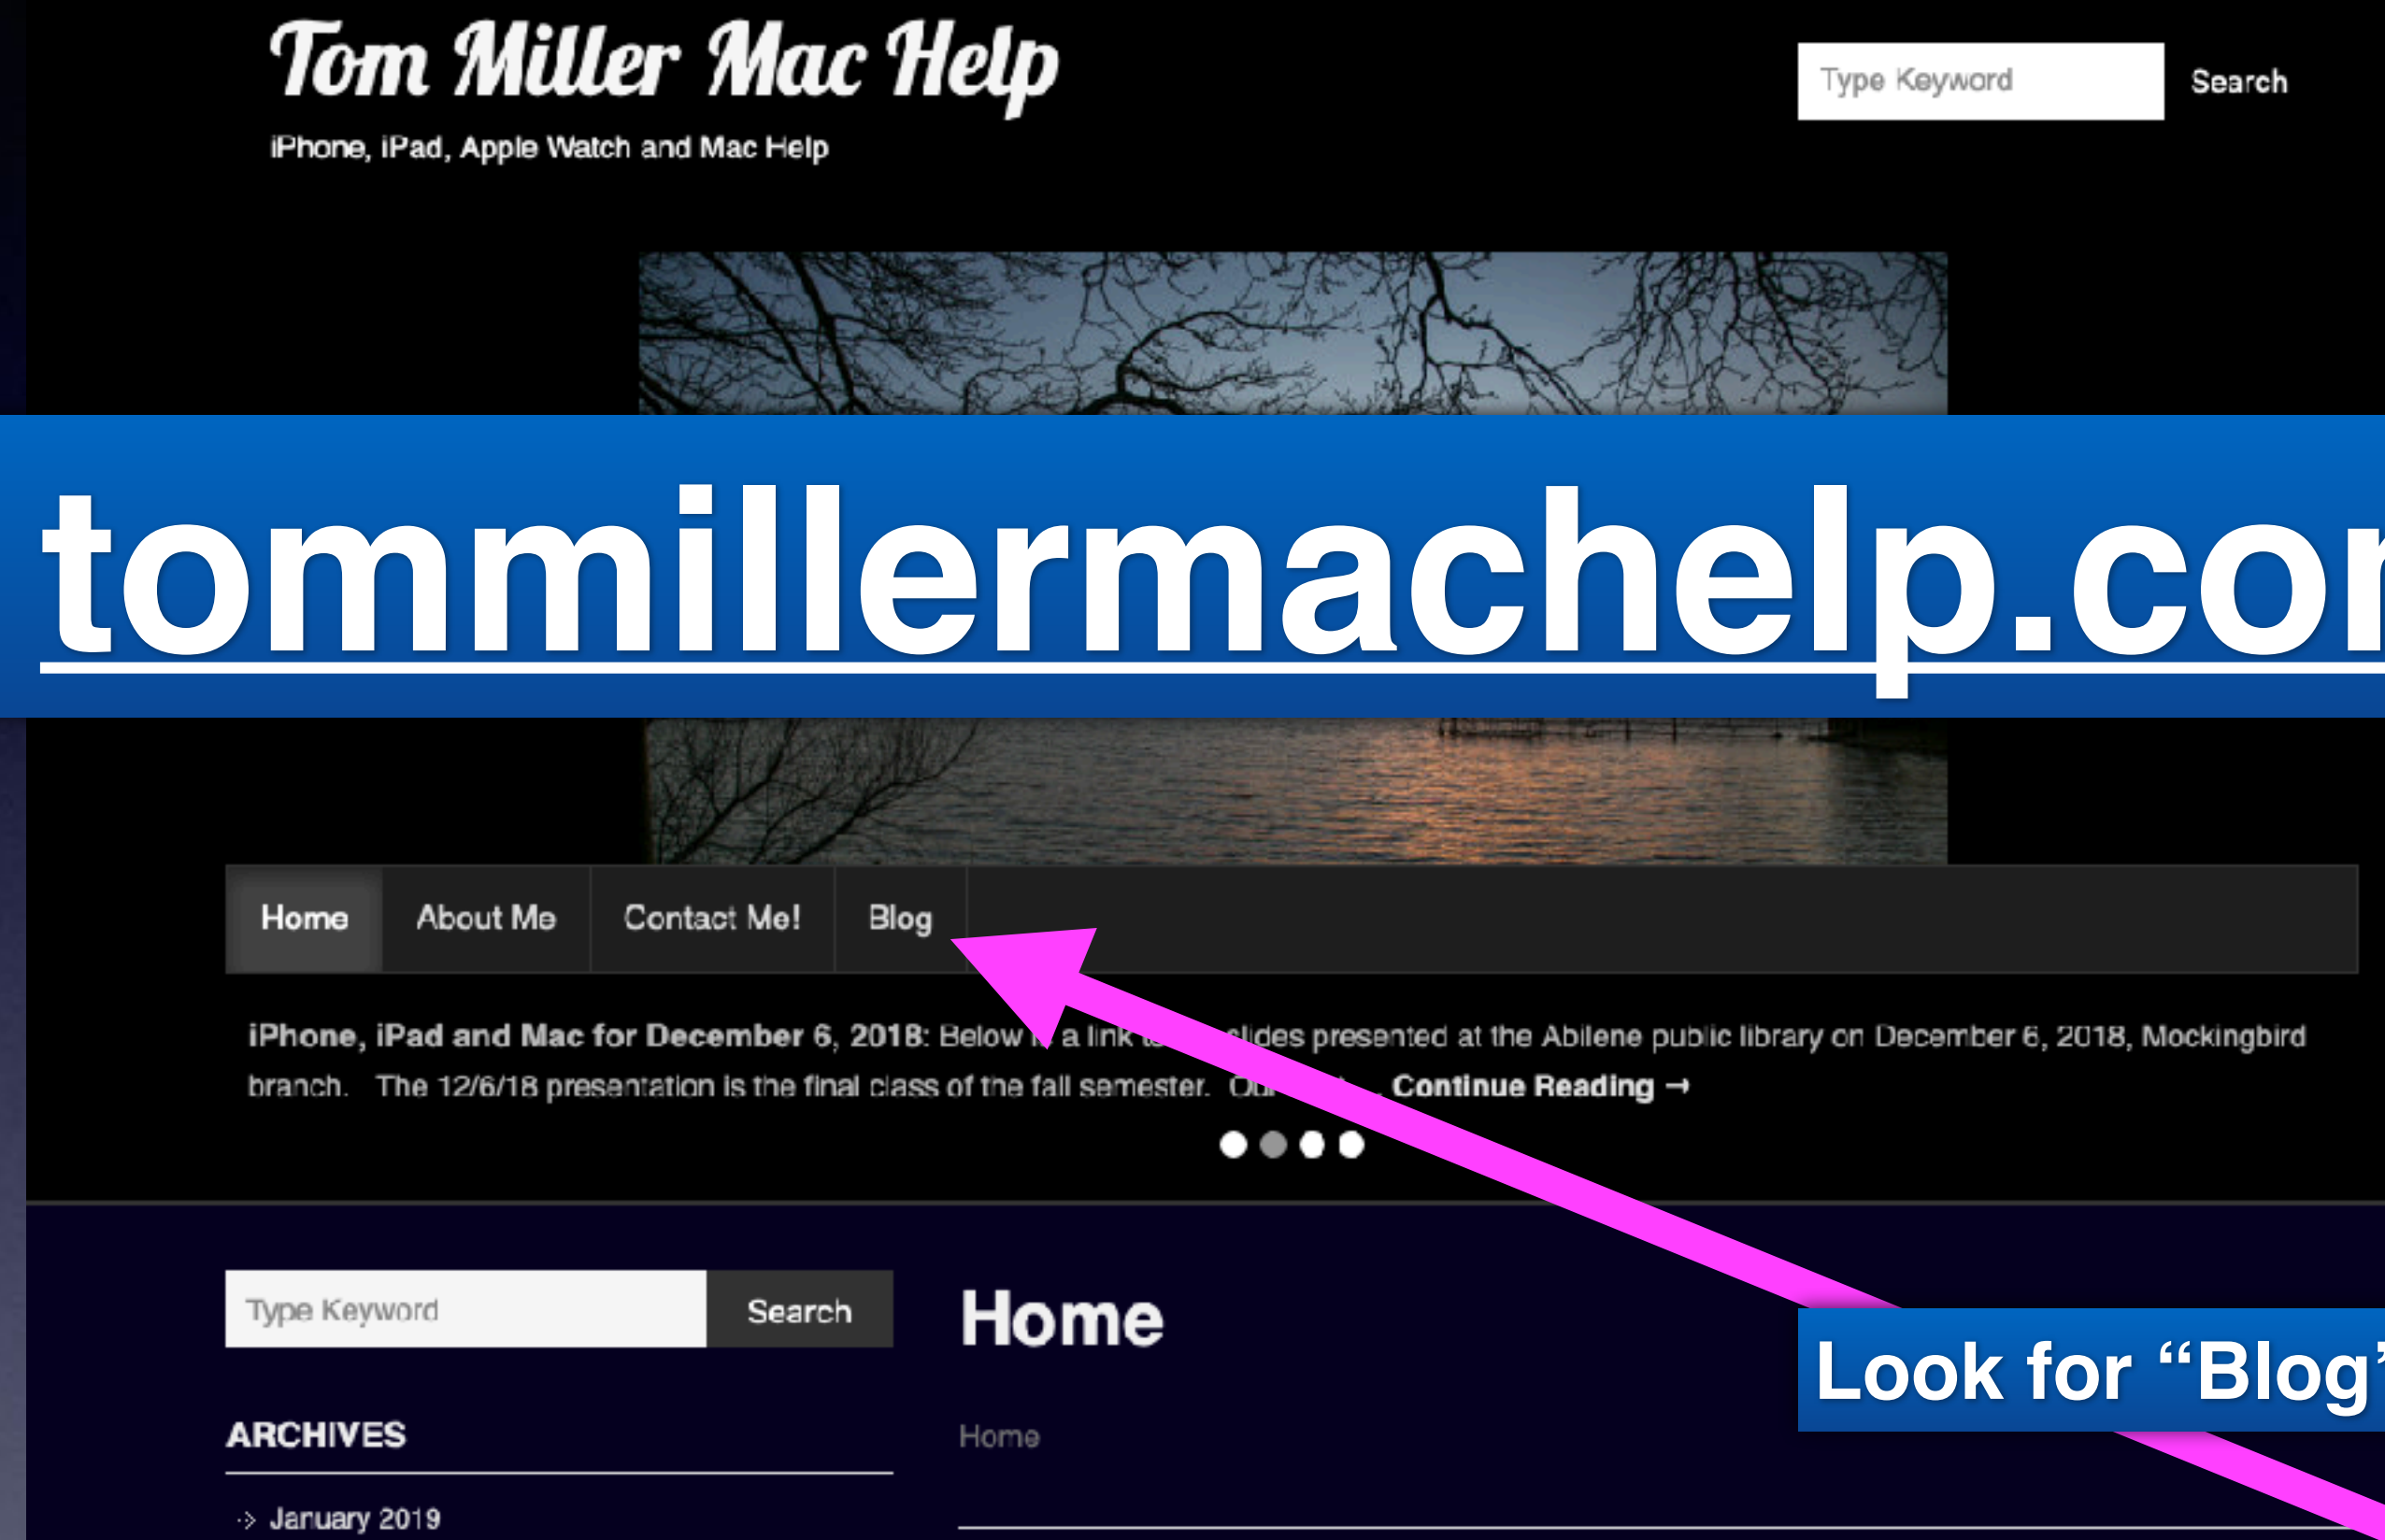 Tom Miller Mac Help
iPhone, iPad, Apple Watch and Mac Help
Type Keyword Search
tommillermachelp.co
Home About Me Contact Me! Blog
iPhone, iPad and Mac for December 6, 2018: Below a link slides presented at the Abilene public library on December 6, 2018, Mockingbird
branch. The 12/6/18 presentation is the final class of the fall semester. Continue Reading →
Type Keyword Search
Home
Look for “Blog”
ARCHIVES
Home
January 2019